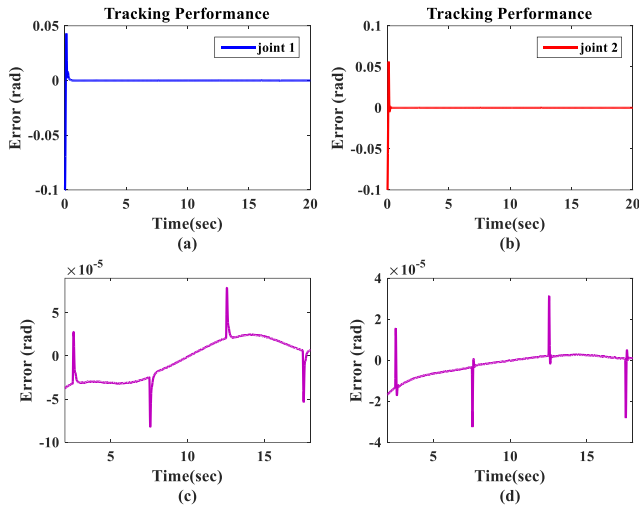 Tracking Performance
0.05
0
-0.05
-0.1
Error (rad)
joint 1
0 5 10 15 20
Time(sec)
(a)
Tracking Performance
0.1
0.05
0
-0.05
-0.1
Error (rad)
joint 2
0 5 10 15 20
Time(sec)
(b)
×10⁻⁵
5
0
-5
-10
Error (rad)
5 10 15
Time(sec)
(c)
×10⁻⁵
4
2
0
-2
-4
Error (rad)
5 10 15
Time(sec)
(d)